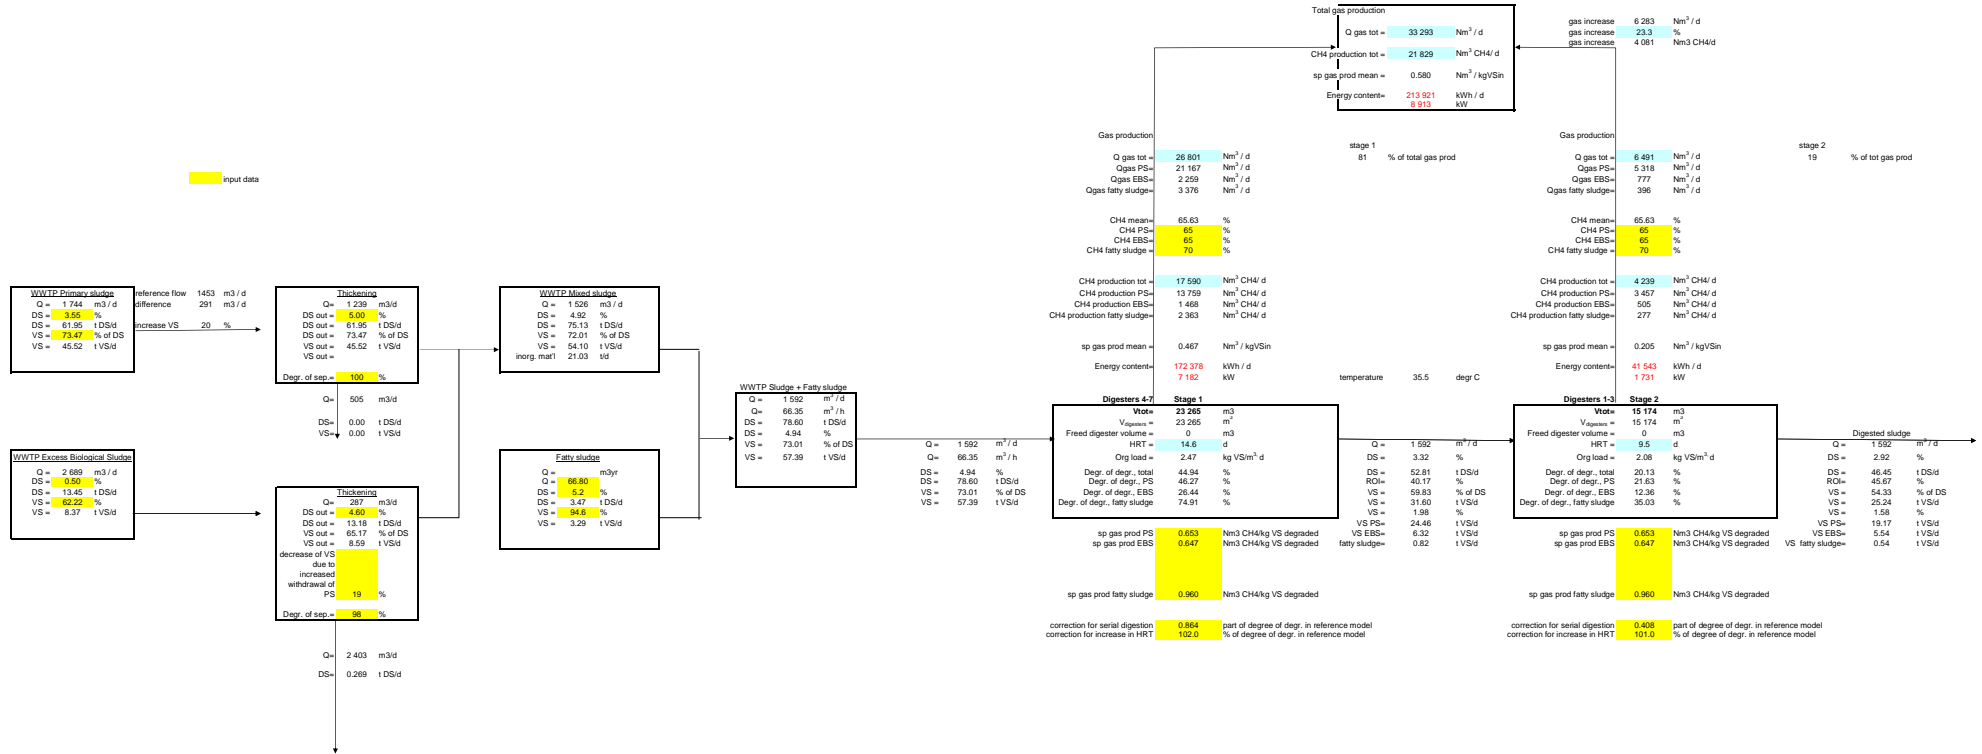 Total gas production
Q gas tot = 33 293 Nm3 / d
CH4 production tot = 21 829 Nm3 CH4/ d
sp gas prod mean = 0.580 Nm3 / kgVSin
Energy content= 213 921 kWh / d
8 913 kW
gas increase 6 283 Nm3 / d
gas increase 23.3 %
gas increase 4 081 Nm3 CH4/d
input data
Gas production
stage 1
Q gas tot = 26 801 Nm3 / d 81 % of total gas prod
Qgas PS= 21 167 Nm3 / d
Qgas EBS= 2 259 Nm3 / d
Qgas fatty sludge= 3 376 Nm3 / d
CH4 mean= 65.63 %
CH4 PS= 65 %
CH4 EBS= 65 %
CH4 fatty sludge = 70 %
CH4 production tot = 17 590 Nm3 CH4/ d
CH4 production PS= 13 759 Nm3 CH4/ d
CH4 production EBS= 1 468 Nm3 CH4/ d
CH4 production fatty sludge= 2 363 Nm3 CH4/ d
sp gas prod mean = 0.467 Nm3 / kgVSin
Energy content= 172 378 kWh / d
7 182 kW
temperature 35.5 degr C
Gas production
stage 2
Q gas tot = 6 491 Nm3 / d 19 % of tot gas prod
Qgas PS= 5 318 Nm3 / d
Qgas EBS= 777 Nm3 / d
Qgas fatty sludge= 396 Nm3 / d
CH4 mean= 65.63 %
CH4 PS= 65 %
CH4 EBS= 65 %
CH4 fatty sludge = 70 %
CH4 production tot = 4 239 Nm3 CH4/ d
CH4 production PS= 3 457 Nm3 CH4/ d
CH4 production EBS= 505 Nm3 CH4/ d
CH4 production fatty sludge= 277 Nm3 CH4/ d
sp gas prod mean = 0.205 Nm3 / kgVSin
Energy content= 41 543 kWh / d
1 731 kW
WWTP Primary sludge
Q = 1 744 m3 / d
DS = 3.55 %
DS = 61.95 t DS/d
VS = 73.47 % of DS
VS = 45.52 t VS/d
reference flow 1453 m3 / d
difference 291 m3 / d
increase VS 20 %
Thickening
Q= 1 239 m3/d
DS out = 5.00 %
DS out = 61.95 t DS/d
DS out = 73.47 % of DS
VS out = 45.52 t VS/d
VS out =
Degr. of sep.= 100 %
Q= 505 m3/d
DS= 0.00 t DS/d
VS= 0.00 t VS/d
WWTP Mixed sludge
Q = 1 526 m3 / d
DS = 4.92 %
DS = 75.13 t DS/d
VS = 72.01 % of DS
VS = 54.10 t VS/d
inorg. mat'l 21.03 t/d
WWTP Excess Biological Sludge
Q = 2 689 m3 / d
DS = 0.50 %
DS = 13.45 t DS/d
VS = 62.22 %
VS = 8.37 t VS/d
Thickening
Q= 287 m3/d
DS out = 4.60 %
DS out = 13.18 t DS/d
VS out = 65.17 % of DS
VS out = 8.59 t VS/d
decrease of VS
due to
increased
withdrawal of
PS 19 %
Degr. of sep.= 98 %
Q= 2 403 m3/d
DS= 0.269 t DS/d
Fatty sludge
Q = m3yr
Q = 66.80
DS = 5.2 %
DS = 3.47 t DS/d
VS = 94.6 %
VS = 3.29 t VS/d
WWTP Sludge + Fatty sludge
Q = 1 592 m3 / d
Q= 66.35 m3 / h
DS = 78.60 t DS/d
DS = 4.94 %
VS = 73.01 % of DS
VS = 57.39 t VS/d
Q = 1 592 m3 / d
Q= 66.35 m3 / h
DS = 4.94 %
DS = 78.60 t DS/d
VS = 73.01 % of DS
VS = 57.39 t VS/d
Digesters 4-7 Stage 1
Vtot= 23 265 m3
Vdigesters = 23 265 m3
Freed digester volume = 0 m3
HRT = 14.6 d
Org load = 2.47 kg VS/m3· d
Degr. of degr., total 44.94 %
Degr. of degr., PS 46.27 %
Degr. of degr., EBS 26.44 %
Degr. of degr., fatty sludge 74.91 %
sp gas prod PS 0.653 Nm3 CH4/kg VS degraded
sp gas prod EBS 0.647 Nm3 CH4/kg VS degraded
sp gas prod fatty sludge 0.960 Nm3 CH4/kg VS degraded
correction for serial digestion 0.864 part of degree of degr. in reference model
correction for increase in HRT 102.0 % of degree of degr. in reference model
Q = 1 592 m3 / d
DS = 3.32 %
DS = 52.81 t DS/d
ROI= 40.17 %
VS = 59.83 % of DS
VS = 31.60 t VS/d
VS = 1.98 %
VS PS= 24.46 t VS/d
VS EBS= 6.32 t VS/d
fatty sludge= 0.82 t VS/d
Digesters 1-3 Stage 2
Vtot= 15 174 m3
Vdigesters = 15 174 m3
Freed digester volume = 0 m3
HRT = 9.5 d
Org load = 2.08 kg VS/m3· d
Degr. of degr., total 20.13 %
Degr. of degr., PS 21.63 %
Degr. of degr., EBS 12.36 %
Degr. of degr., fatty sludge 35.03 %
sp gas prod PS 0.653 Nm3 CH4/kg VS degraded
sp gas prod EBS 0.647 Nm3 CH4/kg VS degraded
sp gas prod fatty sludge 0.960 Nm3 CH4/kg VS degraded
correction for serial digestion 0.408 part of degree of degr. in reference model
correction for increase in HRT 101.0 % of degree of degr. in reference model
Digested sludge
Q = 1 592 m3 / d
DS = 2.92 %
DS = 46.45 t DS/d
ROI= 45.67 %
VS = 54.33 % of DS
VS = 25.24 t VS/d
VS = 1.58 %
VS PS= 19.17 t VS/d
VS EBS= 5.54 t VS/d
VS fatty sludge= 0.54 t VS/d